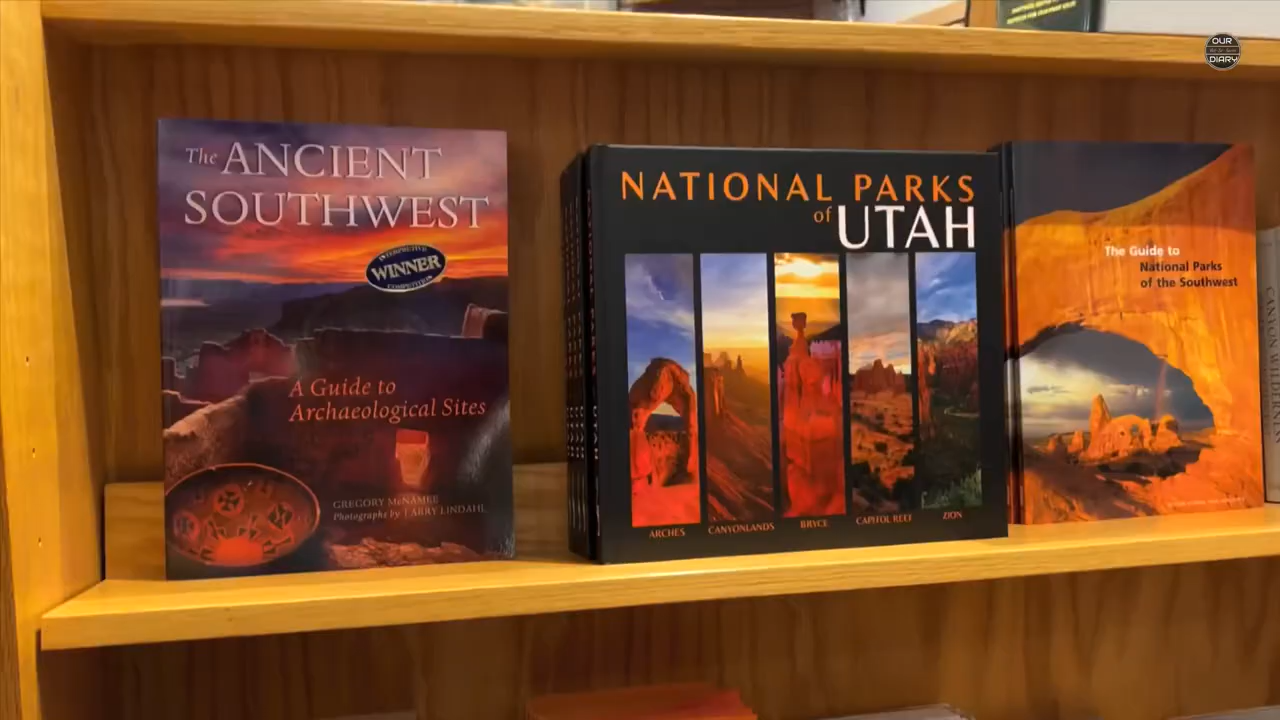 OUR
DIARY
The ANCIENT
SOUTHWEST
WINNER
A Guide to
Archaeological Sites
GREGORY McNAMEE
Photographs by LARRY LINDAHL
NATIONAL PARKS
of UTAH
ARCHES
CANYONLANDS
BRYCE
CAPITOL REEF
ZION
The Guide to
National Parks
of the Southwest